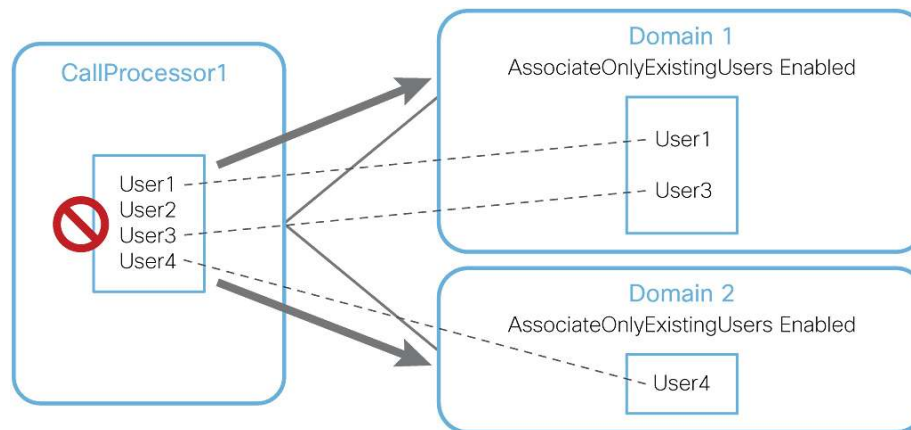 CallProcessor1
User1
User2
User3
User4
Domain 1
AssociateOnlyExistingUsers Enabled
User1
User3
Domain 2
AssociateOnlyExistingUsers Enabled
User4